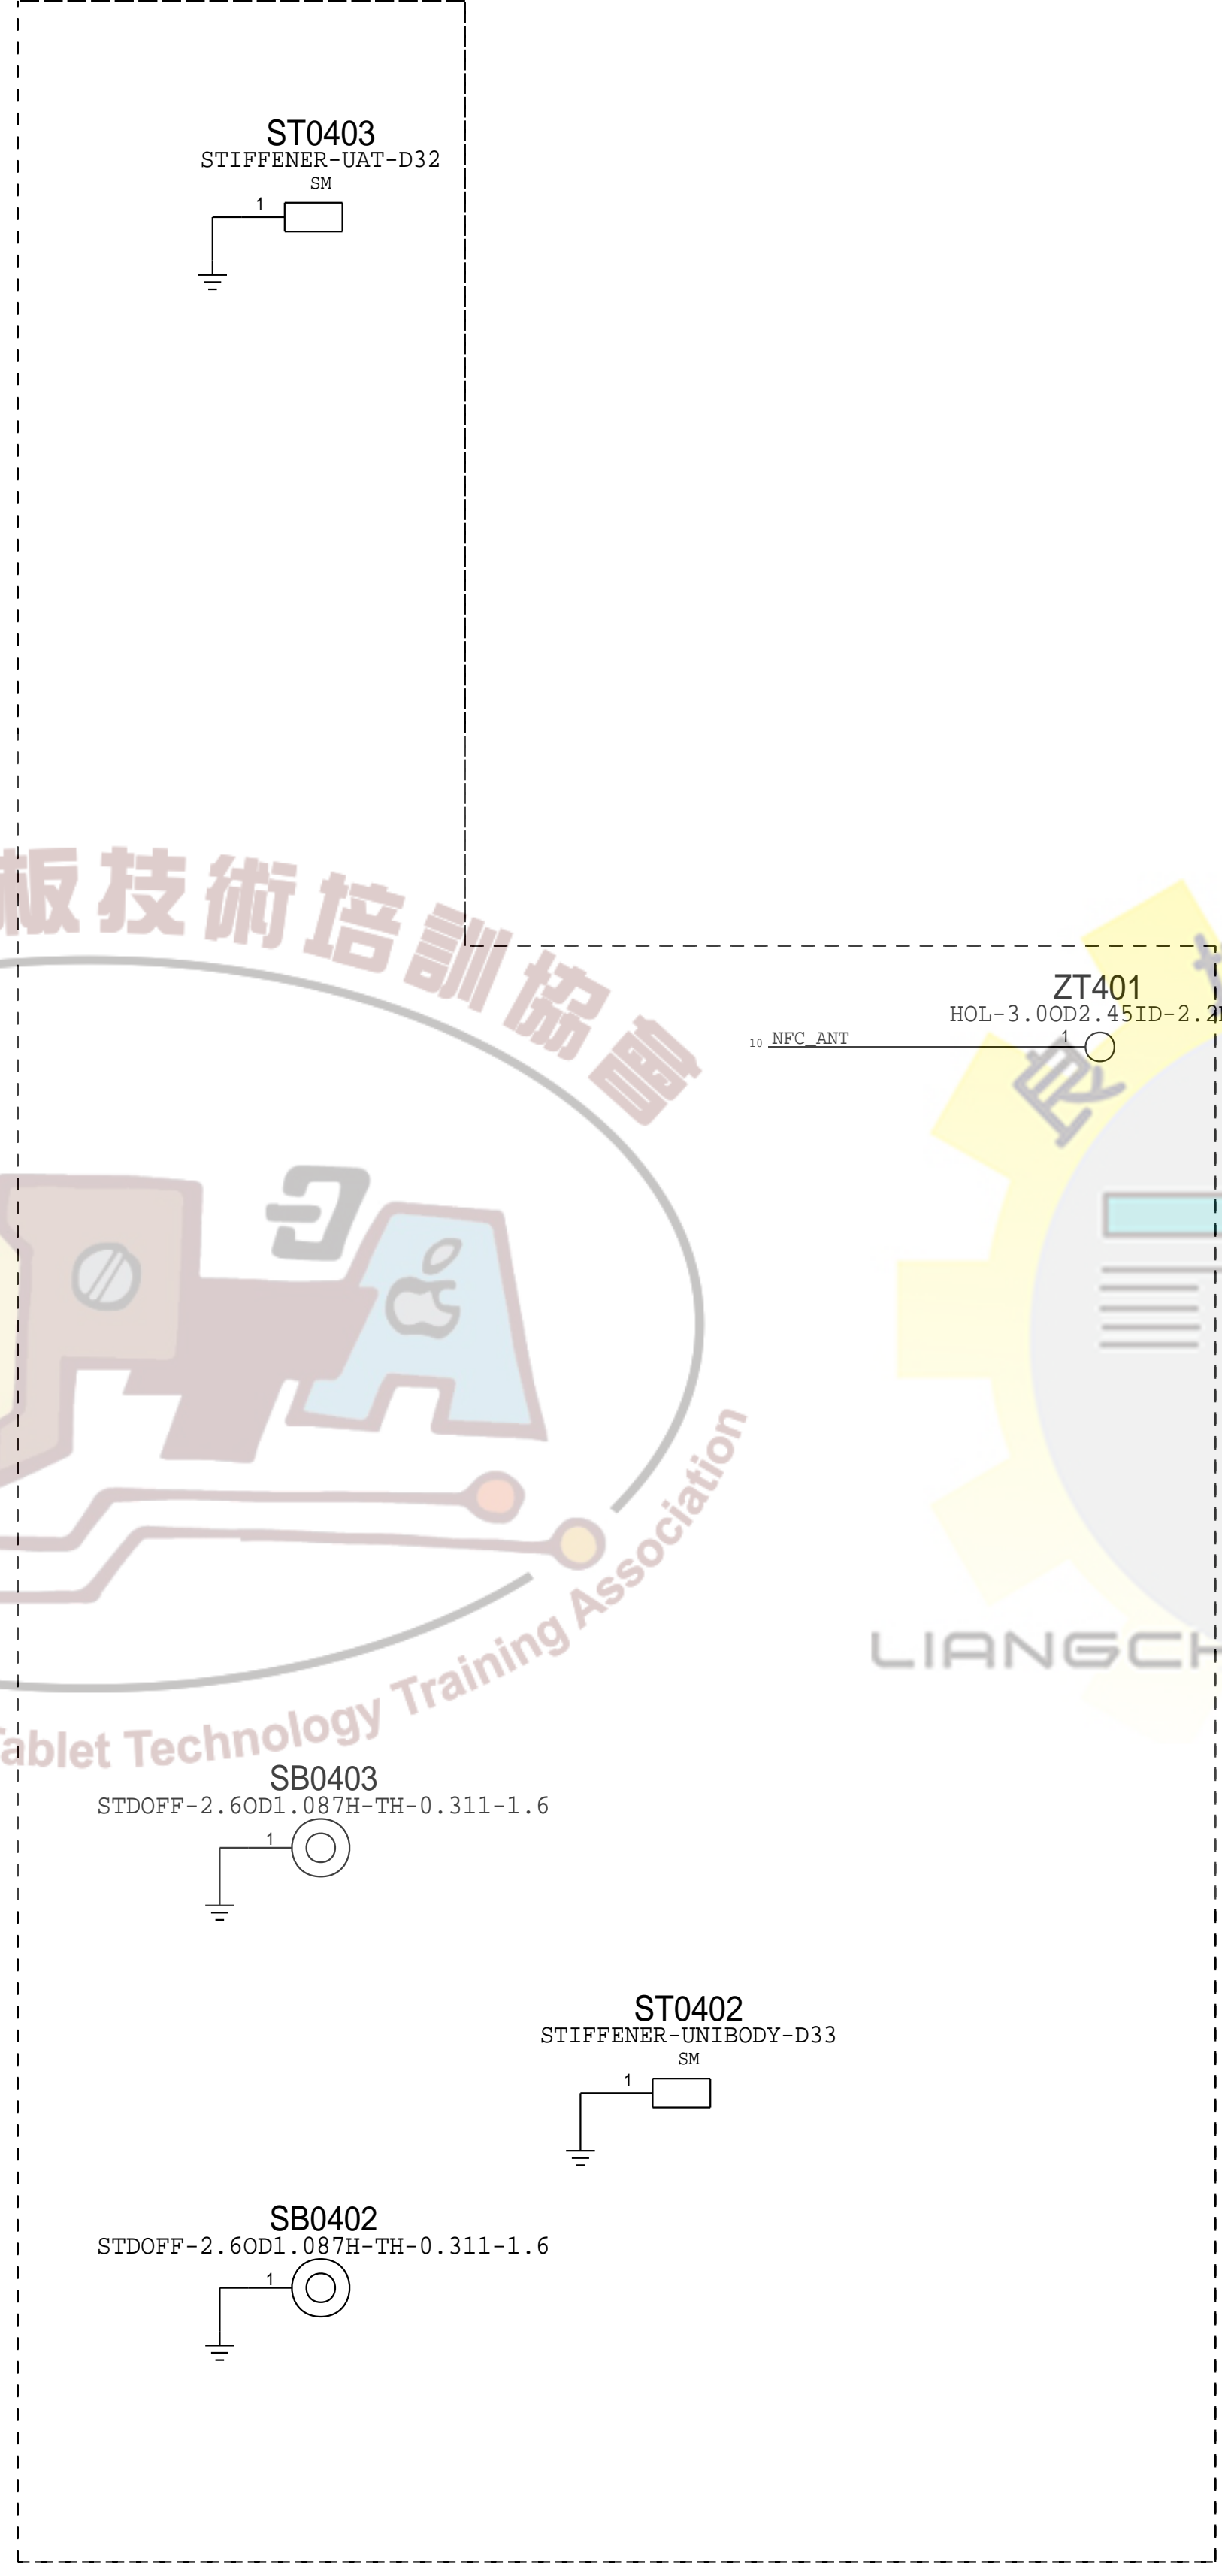 ST0403
STIFFENER-UAT-D32
SM
1
板技術培訓協會
ZT401
HOL-3.0OD2.45ID-2.2
1
10 NFC_ANT
良
Tablet Technology Training Association
LIANGCH
SB0403
STDOFF-2.6OD1.087H-TH-0.311-1.6
1
ST0402
STIFFENER-UNIBODY-D33
SM
1
SB0402
STDOFF-2.6OD1.087H-TH-0.311-1.6
1